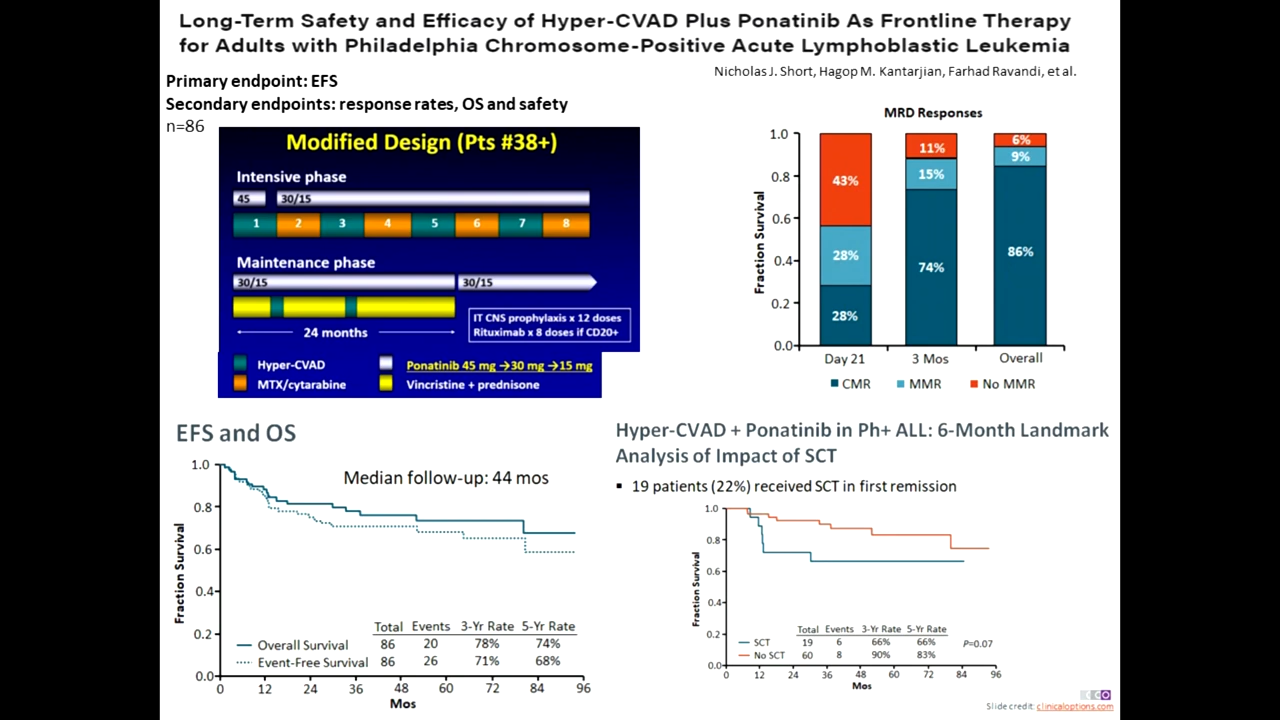 Long-Term Safety and Efficacy of Hyper-CVAD Plus Ponatinib As Frontline Therapy
for Adults with Philadelphia Chromosome-Positive Acute Lymphoblastic Leukemia
Nicholas J. Short, Hagop M. Kantarjian, Farhad Ravandi, et al.
Primary endpoint: EFS
Secondary endpoints: response rates, OS and safety
n=86
Modified Design (Pts #38+)
Intensive phase
45 30/15
1 2 3 4 5 6 7 8
Maintenance phase
30/15 30/15
24 months
IT CNS prophylaxis x 12 doses
Rituximab x 8 doses if CD20+
Hyper-CVAD Ponatinib 45 mg →30 mg →15 mg
MTX/cytarabine Vincristine + prednisone
MRD Responses
Fraction Survival
1.0
0.8
0.6
0.4
0.2
0.0
43% 11% 6%
28% 15% 9%
28% 74% 86%
Day 21 3 Mos Overall
CMR MMR No MMR
EFS and OS
Median follow-up: 44 mos
Fraction Survival
1.0
0.8
0.6
0.4
0.2
0.0
Total Events 3-Yr Rate 5-Yr Rate
Overall Survival 86 20 78% 74%
Event-Free Survival 86 26 71% 68%
0 12 24 36 48 60 72 84 96
Mos
Hyper-CVAD + Ponatinib in Ph+ ALL: 6-Month Landmark
Analysis of Impact of SCT
▪ 19 patients (22%) received SCT in first remission
Fraction Survival
1.0
0.8
0.6
0.4
0.2
0.0
Total Events 3-Yr Rate 5-Yr Rate
SCT 19 6 66% 66%
No SCT 60 8 90% 83%
P=0.07
0 12 24 36 48 60 72 84 96
Mos
CCO
Slide credit: clinicaloptions.com